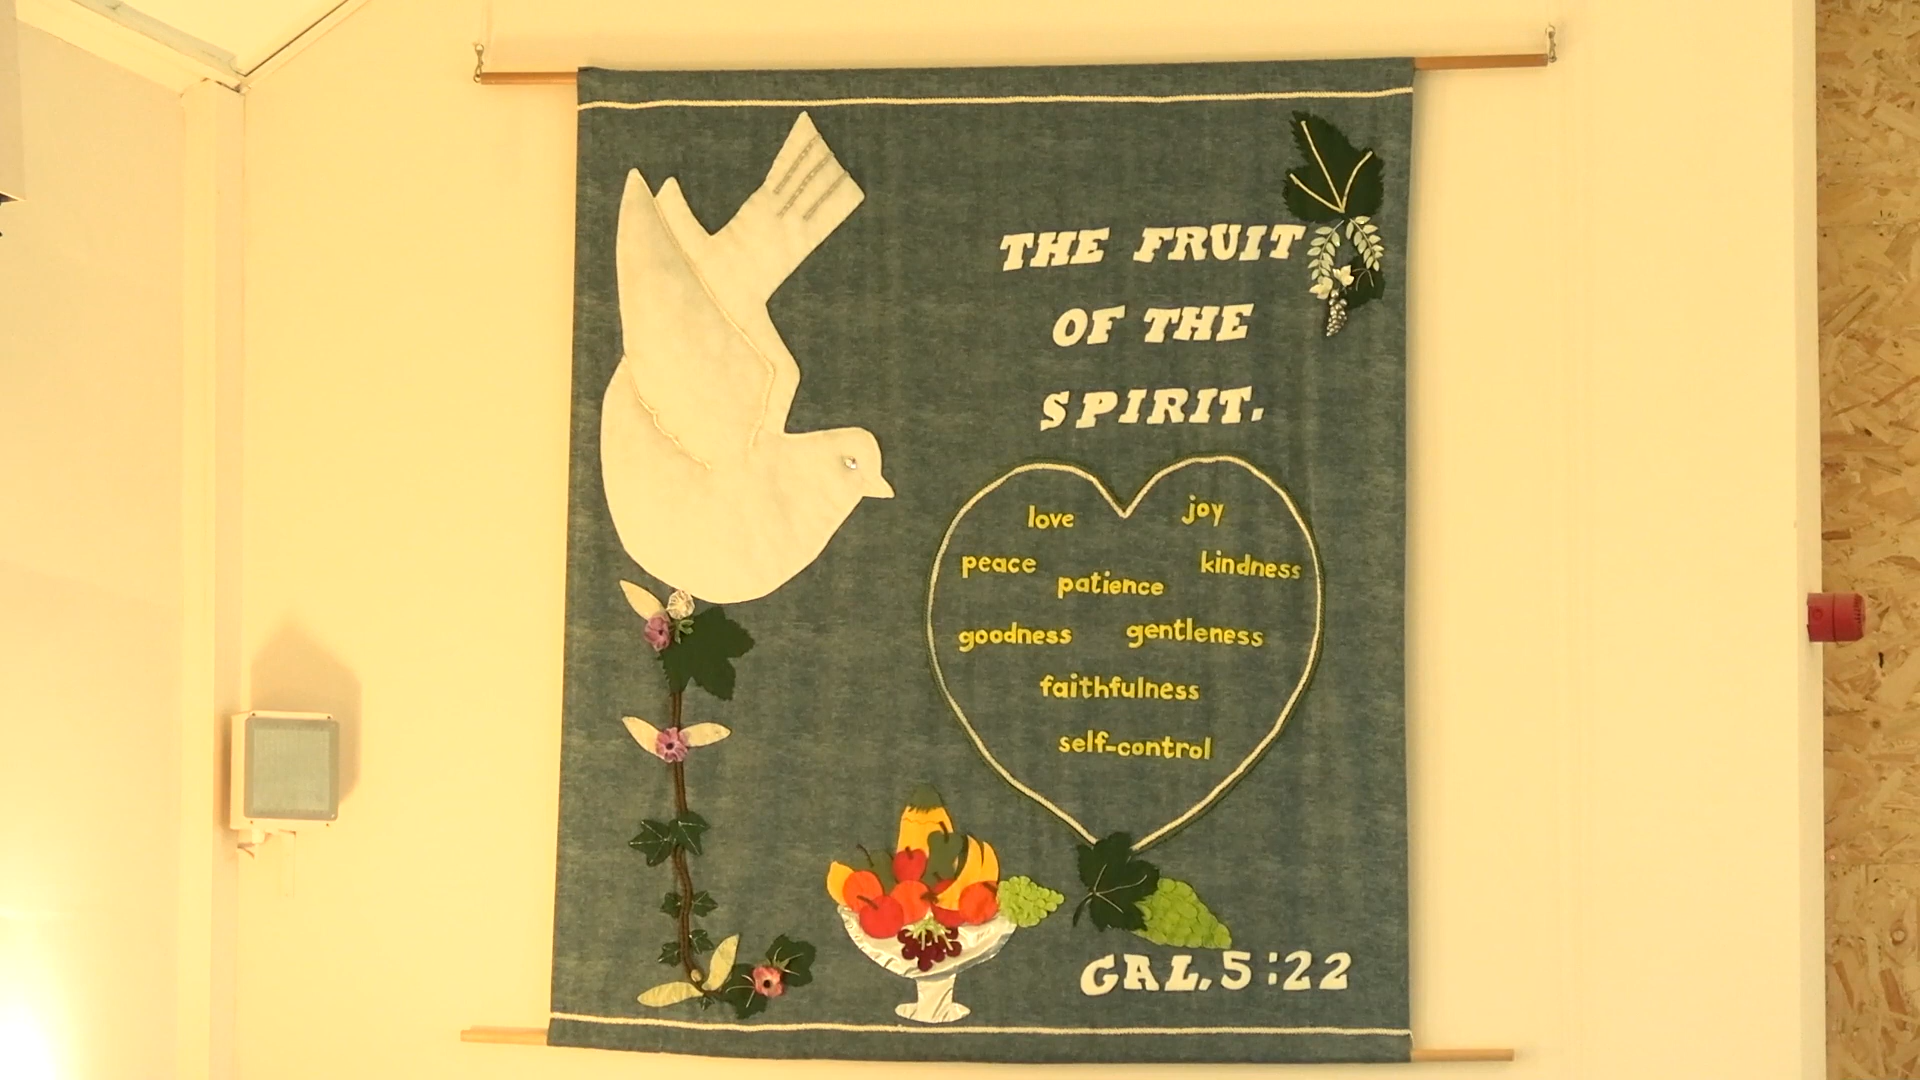 THE FRUIT
OF THE
SPIRIT.
love joy
peace patience kindness
goodness gentleness
faithfulness
self-control
GAL. 5:22